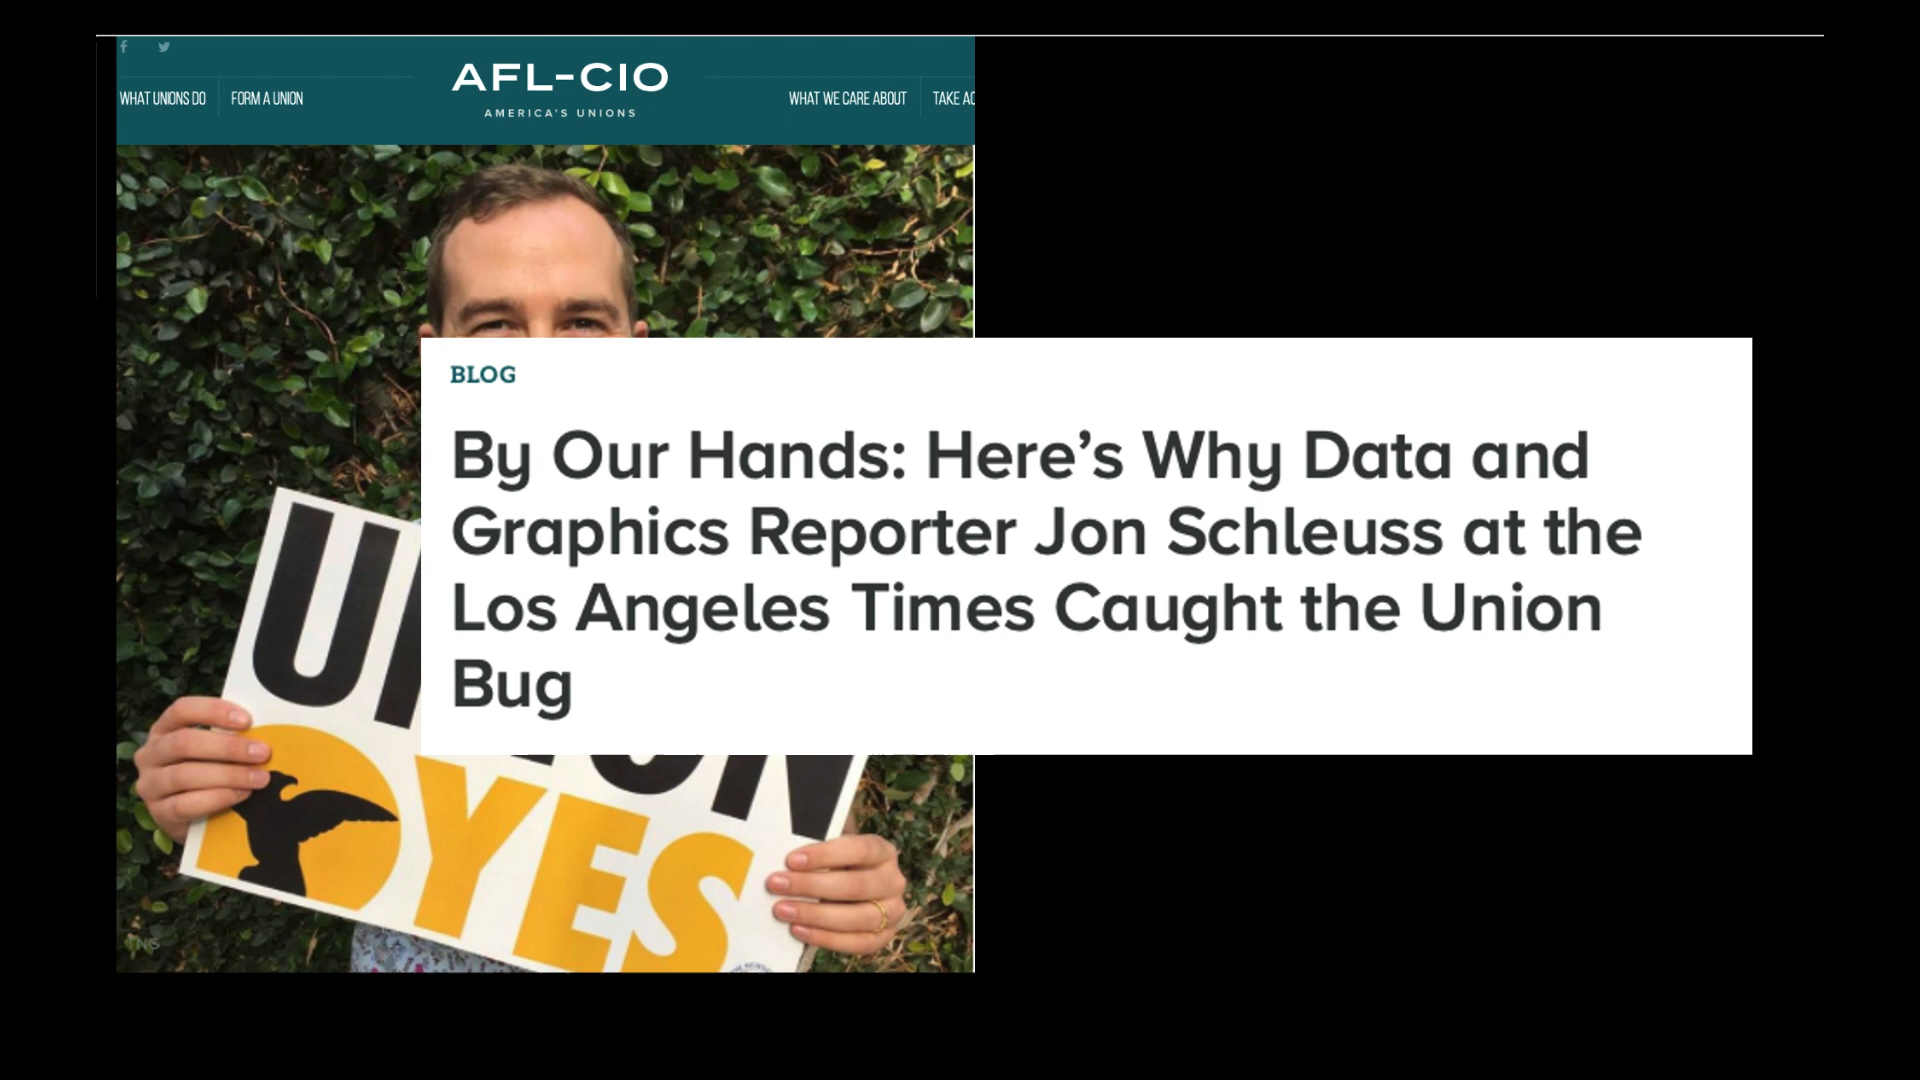 AFL-CIO
AMERICA'S UNIONS
WHAT UNIONS DO
FORM A UNION
WHAT WE CARE ABOUT
BLOG
By Our Hands: Here’s Why Data and
Graphics Reporter Jon Schleuss at the
Los Angeles Times Caught the Union
Bug
YES
TNG